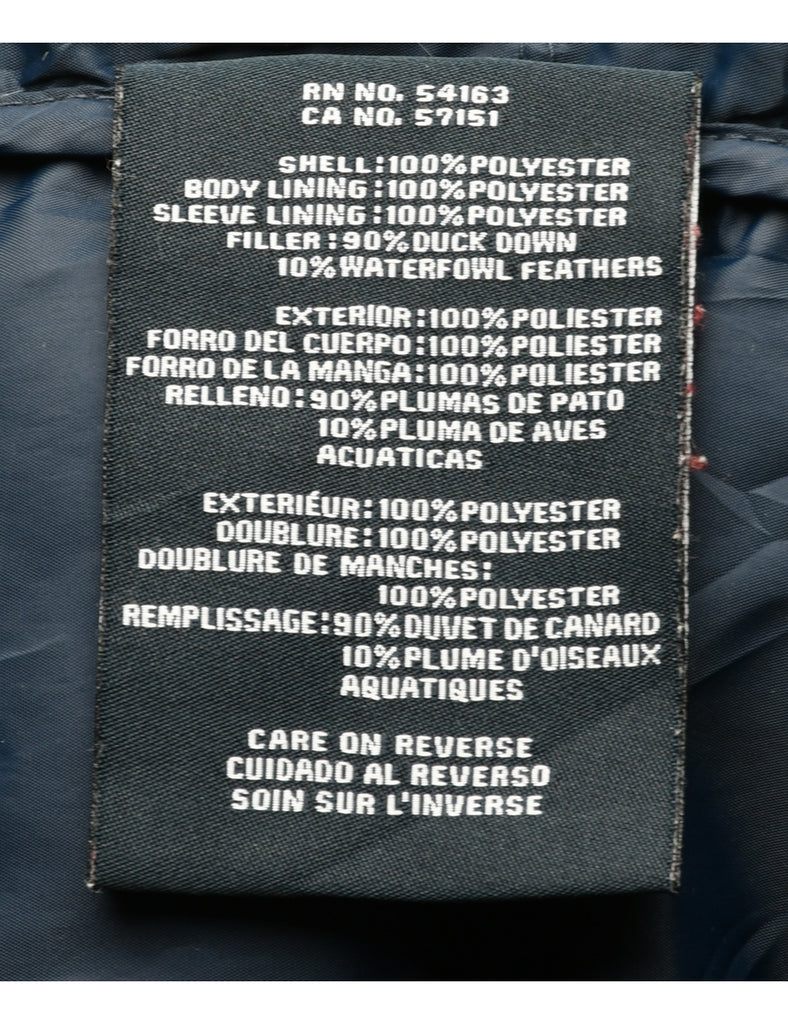 RN NO. 54163
CA NO. 57151
SHELL:100%POLYESTER
BODY LINING:100%POLYESTER
SLEEVE LINING:100%POLYESTER
FILLER:90%DUCK DOWN
10%WATERFOWL FEATHERS
EXTERIOR:100%POLIESTER
FORRO DEL CUERPO:100%POLIESTER
FORRO DE LA MANGA:100%POLIESTER
RELLENO:90%PLUMAS DE PATO
10%PLUMA DE AVES
ACUATICAS
EXTERIÉUR:100%POLYESTER
DOUBLURE:100%POLYESTER
DOUBLURE DE MANCHES:
100%POLYESTER
REMPLISSAGE:90%DUVET DE CANARD
10%PLUME D'OISEAUX
AQUATIQUES
CARE ON REVERSE
CUIDADO AL REVERSO
SOIN SUR L'INVERSE